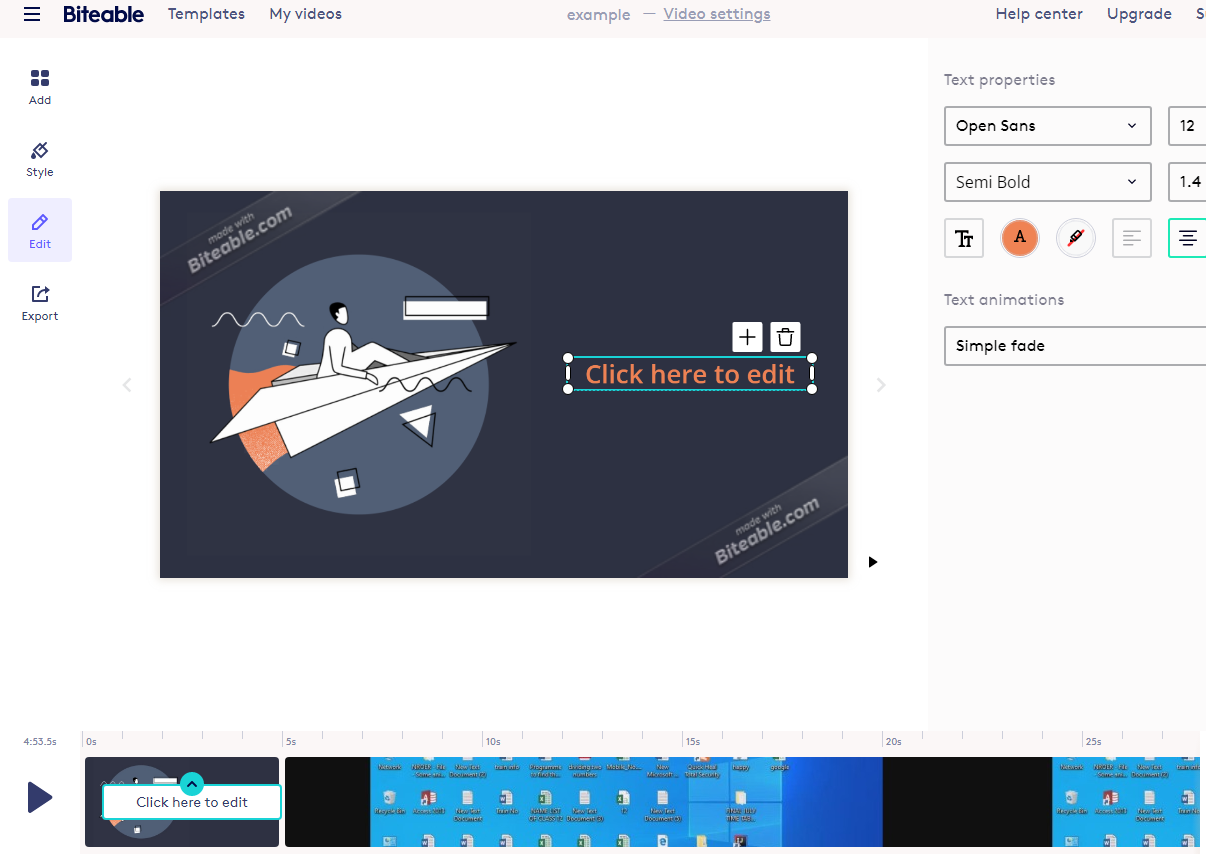 Biteable Templates My videos example — Video settings Help center Upgrade
Add
Style
Edit
Export
Text properties
Open Sans 12
Semi Bold 1.4
Text animations
Simple fade
made with
Biteable.com
Click here to edit
made with
Biteable.com
4:53.5s 0s 5s 10s 15s 20s 25s
Click here to edit